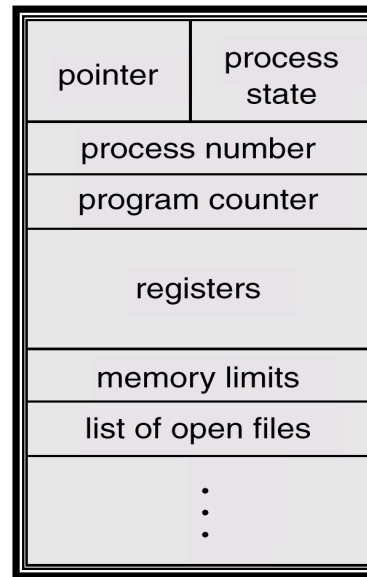 pointer
process
state
process number
program counter
registers
memory limits
list of open files
.
.
.